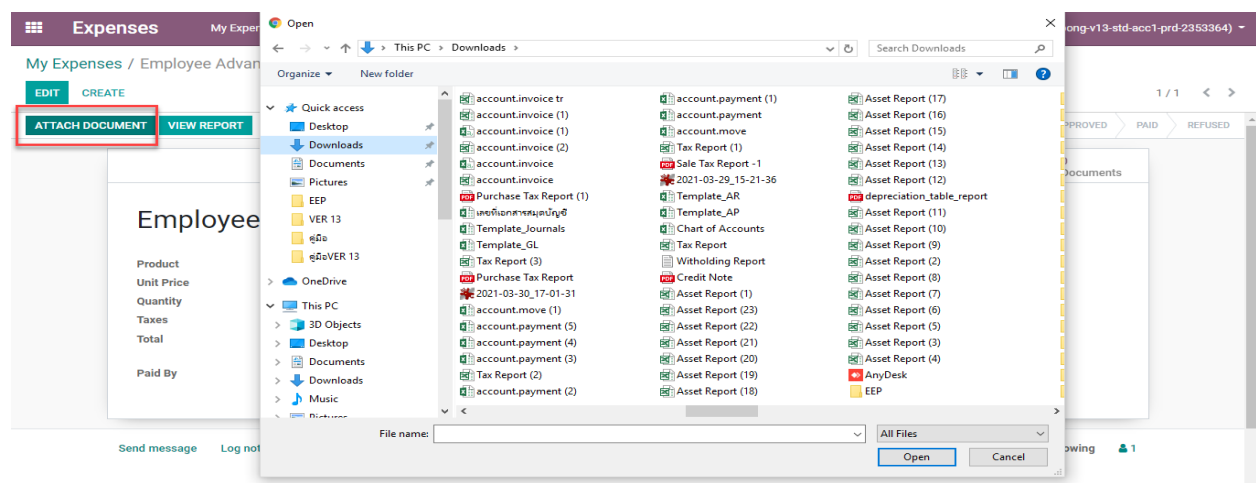 Expenses My Exper
ong-v13-std-acc1-prd-2353364)
My Expenses / Employee Advan
EDIT CREATE
1 / 1
ATTACH DOCUMENT VIEW REPORT
PPROVED PAID REFUSED
Documents
Employee
Product
Unit Price
Quantity
Taxes
Total
Paid By
Send message Log not
owing 1
Open
This PC > Downloads >
Search Downloads
Organize New folder
Quick access
Desktop
Downloads
Documents
Pictures
EEP
VER 13
คู่มือ
คู่มือVER 13
OneDrive
This PC
3D Objects
Desktop
Documents
Downloads
Music
Pictures
account.invoice tr
account.invoice (1)
account.invoice (1)
account.invoice (2)
account.invoice
account.invoice
Purchase Tax Report (1)
เลขที่เอกสารสมุดบัญชี
Template_Journals
Template_GL
Tax Report (3)
Purchase Tax Report
2021-03-30_17-01-31
account.move (1)
account.payment (5)
account.payment (4)
account.payment (3)
Tax Report (2)
account.payment (2)
account.payment (1)
account.payment
account.move
Tax Report (1)
Sale Tax Report -1
2021-03-29_15-21-36
Template_AR
Template_AP
Chart of Accounts
Tax Report
Witholding Report
Credit Note
Asset Report (1)
Asset Report (23)
Asset Report (22)
Asset Report (21)
Asset Report (20)
Asset Report (19)
Asset Report (18)
Asset Report (17)
Asset Report (16)
Asset Report (15)
Asset Report (14)
Asset Report (13)
Asset Report (12)
depreciation_table_report
Asset Report (11)
Asset Report (10)
Asset Report (9)
Asset Report (2)
Asset Report (8)
Asset Report (7)
Asset Report (6)
Asset Report (5)
Asset Report (3)
Asset Report (4)
AnyDesk
EEP
File name:
All Files
Open Cancel